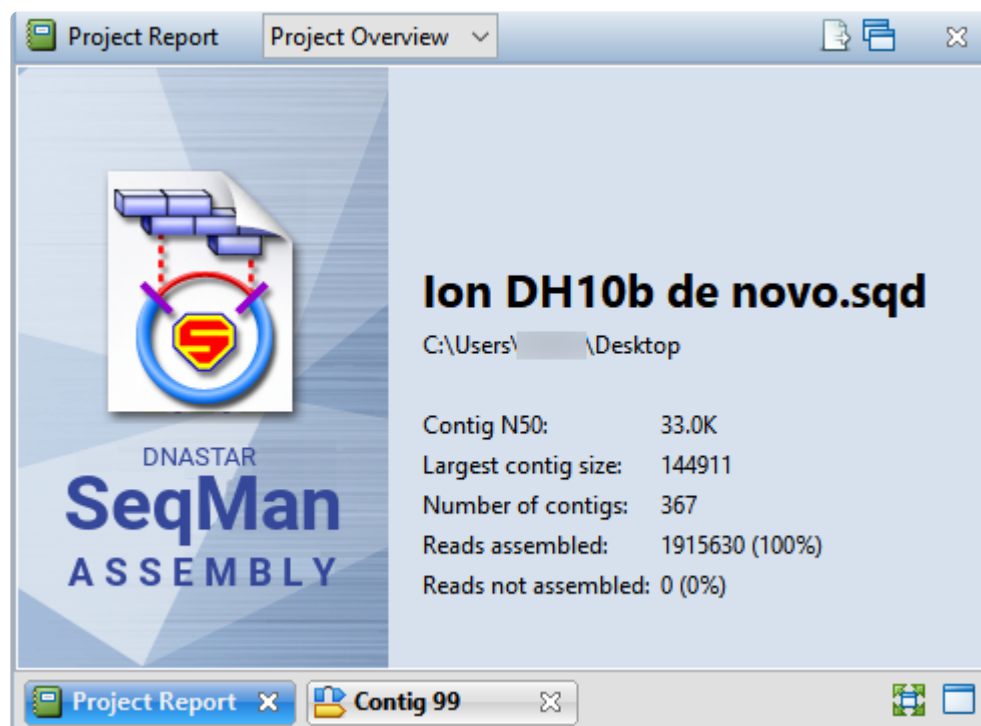 Project Report Project Overview
Ion DH10b de novo.sqd
C:\Users\ \Desktop
Contig N50: 33.0K
Largest contig size: 144911
Number of contigs: 367
Reads assembled: 1915630 (100%)
Reads not assembled: 0 (0%)
S
DNASTAR
SeqMan
ASSEMBLY
Project Report Contig 99